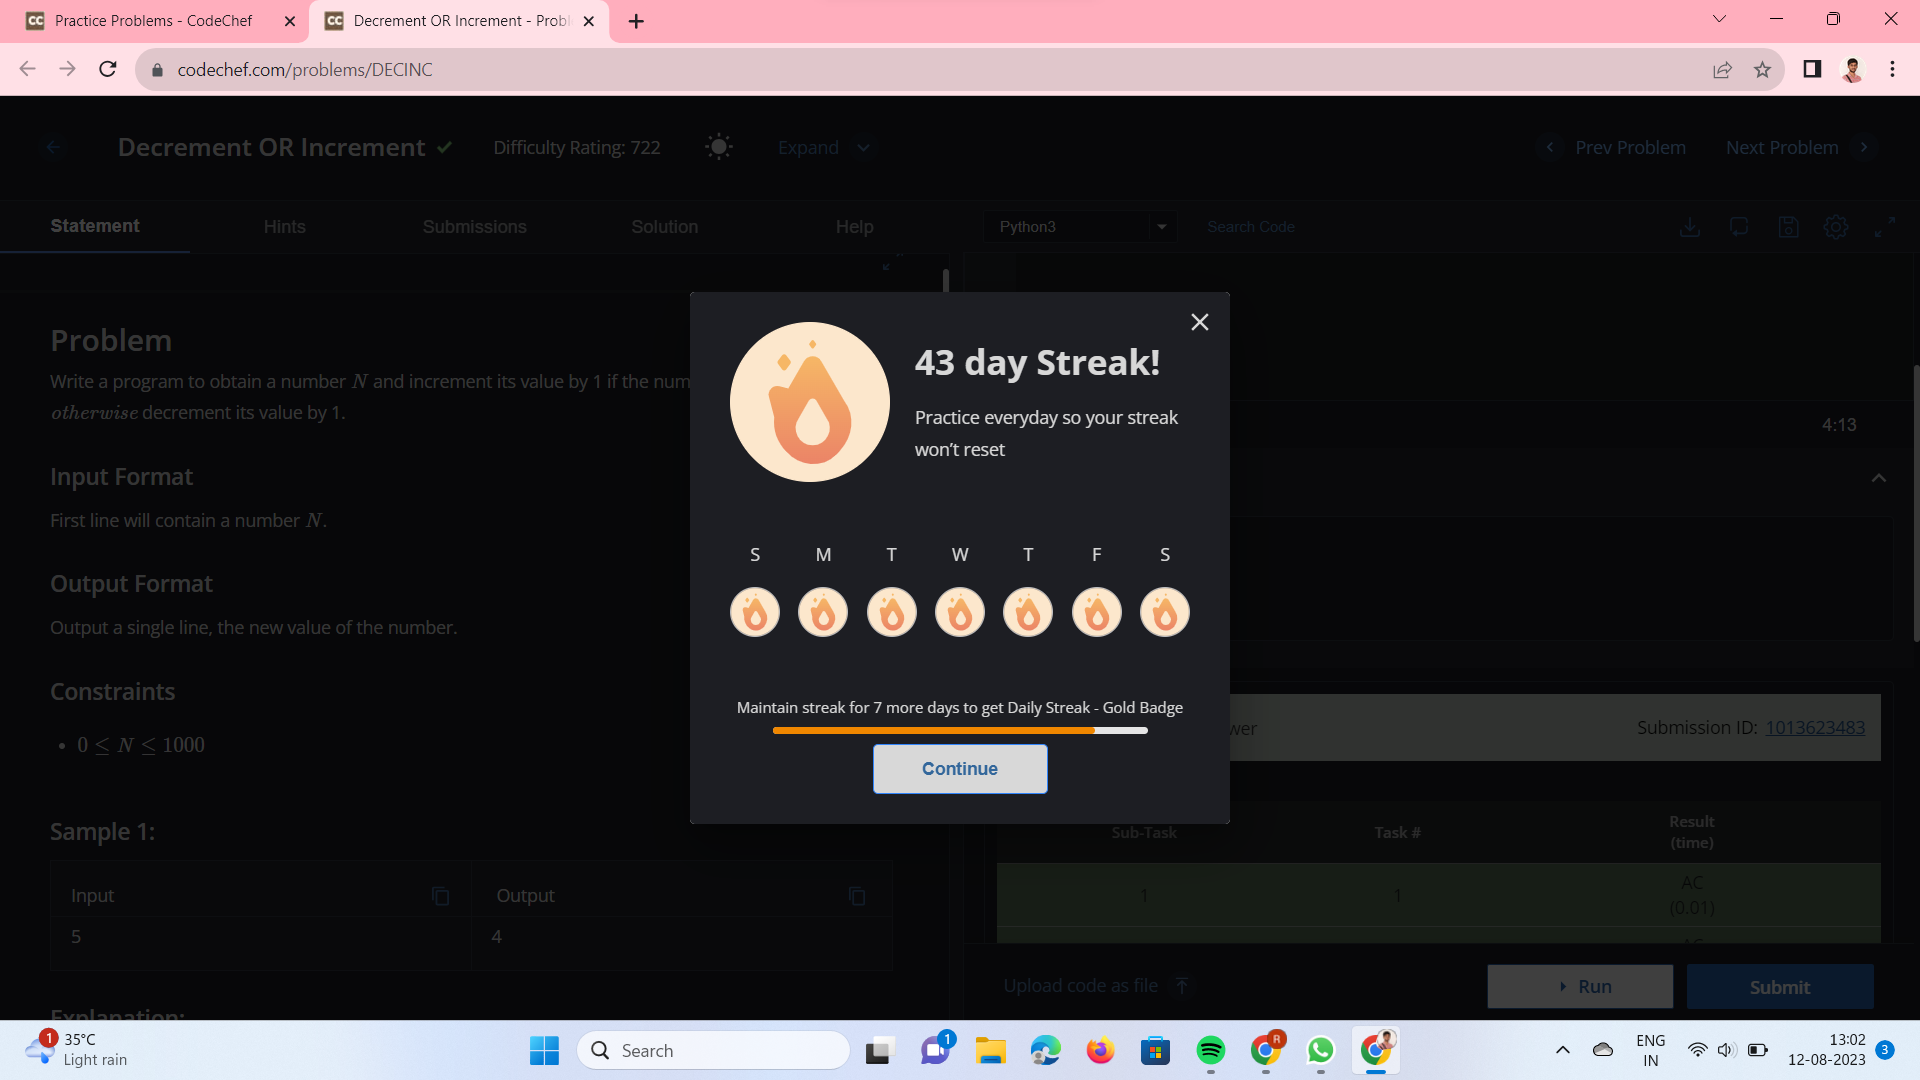 Practice Problems - CodeChef
Decrement OR Increment - Probl
codechef.com/problems/DECINC
Decrement OR Increment
Difficulty Rating: 722
Expand
Prev Problem
Next Problem
Statement
Hints
Submissions
Solution
Help
Python3
Search Code
Problem
Write a program to obtain a number N and increment its value by 1 if the num
otherwise decrement its value by 1.
Input Format
First line will contain a number N.
Output Format
Output a single line, the new value of the number.
Constraints
• 0 ≤ N ≤ 1000
Sample 1:
Input
Output
5
4
Explanation:
43 day Streak!
Practice everyday so your streak
won't reset
S M T W T F S
Maintain streak for 7 more days to get Daily Streak - Gold Badge
Continue
4:13
wer
Submission ID: 1013623483
Sub-Task
Task #
Result
(time)
1
1
AC
(0.01)
AC
Upload code as file
Run
Submit
1
35°C
Light rain
Search
1
R
ENG
IN
13:02
12-08-2023
3